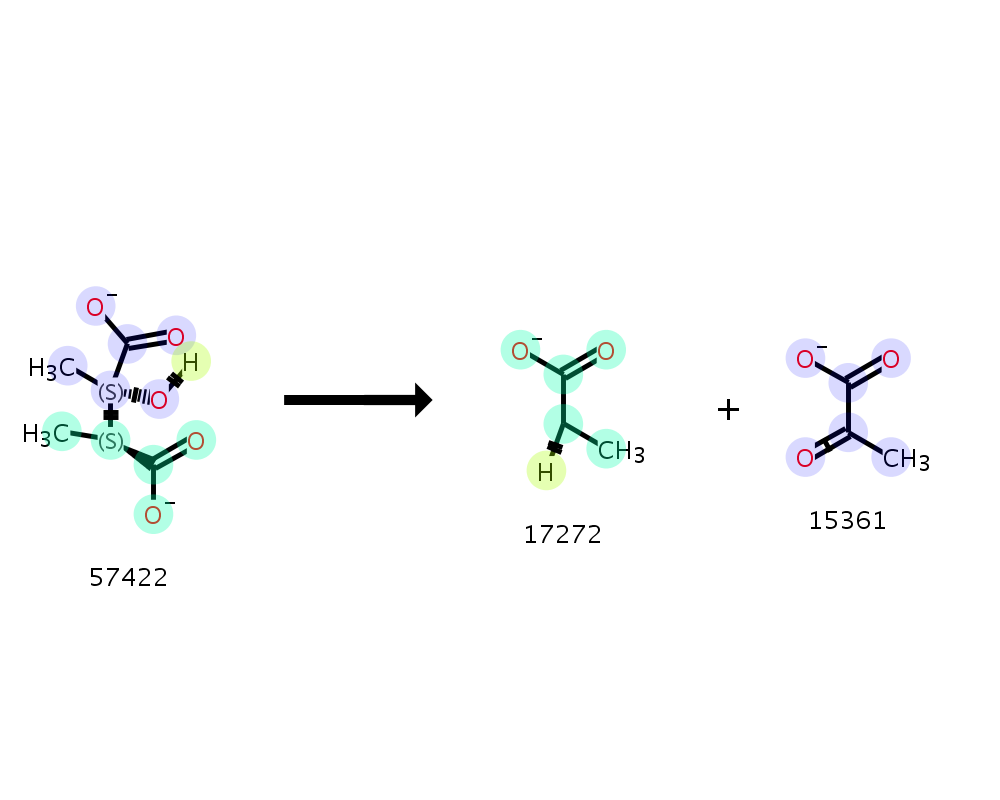 O⁻
O
H
H₃C
(S)
O
H₃C
(S)
O
O⁻
57422
O⁻
O
CH₃
H
17272
+
O⁻
O
O
CH₃
15361